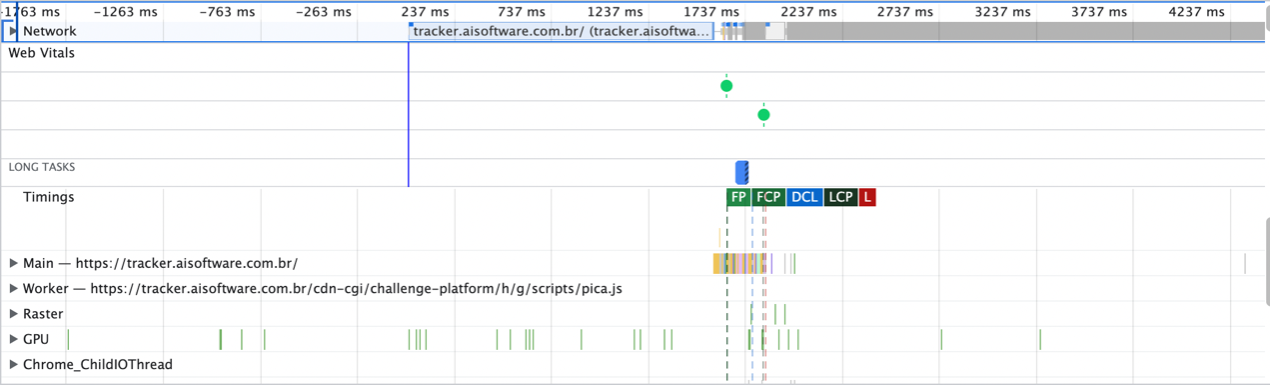 -1763 ms -1263 ms -763 ms -263 ms 237 ms 737 ms 1237 ms 1737 ms 2237 ms 2737 ms 3237 ms 3737 ms 4237 ms
Network tracker.aisoftware.com.br/ (tracker.aisoftwa...
Web Vitals
LONG TASKS
Timings FP FCP DCL LCP L
Main — https://tracker.aisoftware.com.br/
Worker — https://tracker.aisoftware.com.br/cdn-cgi/challenge-platform/h/g/scripts/pica.js
Raster
GPU
Chrome_ChildIOThread